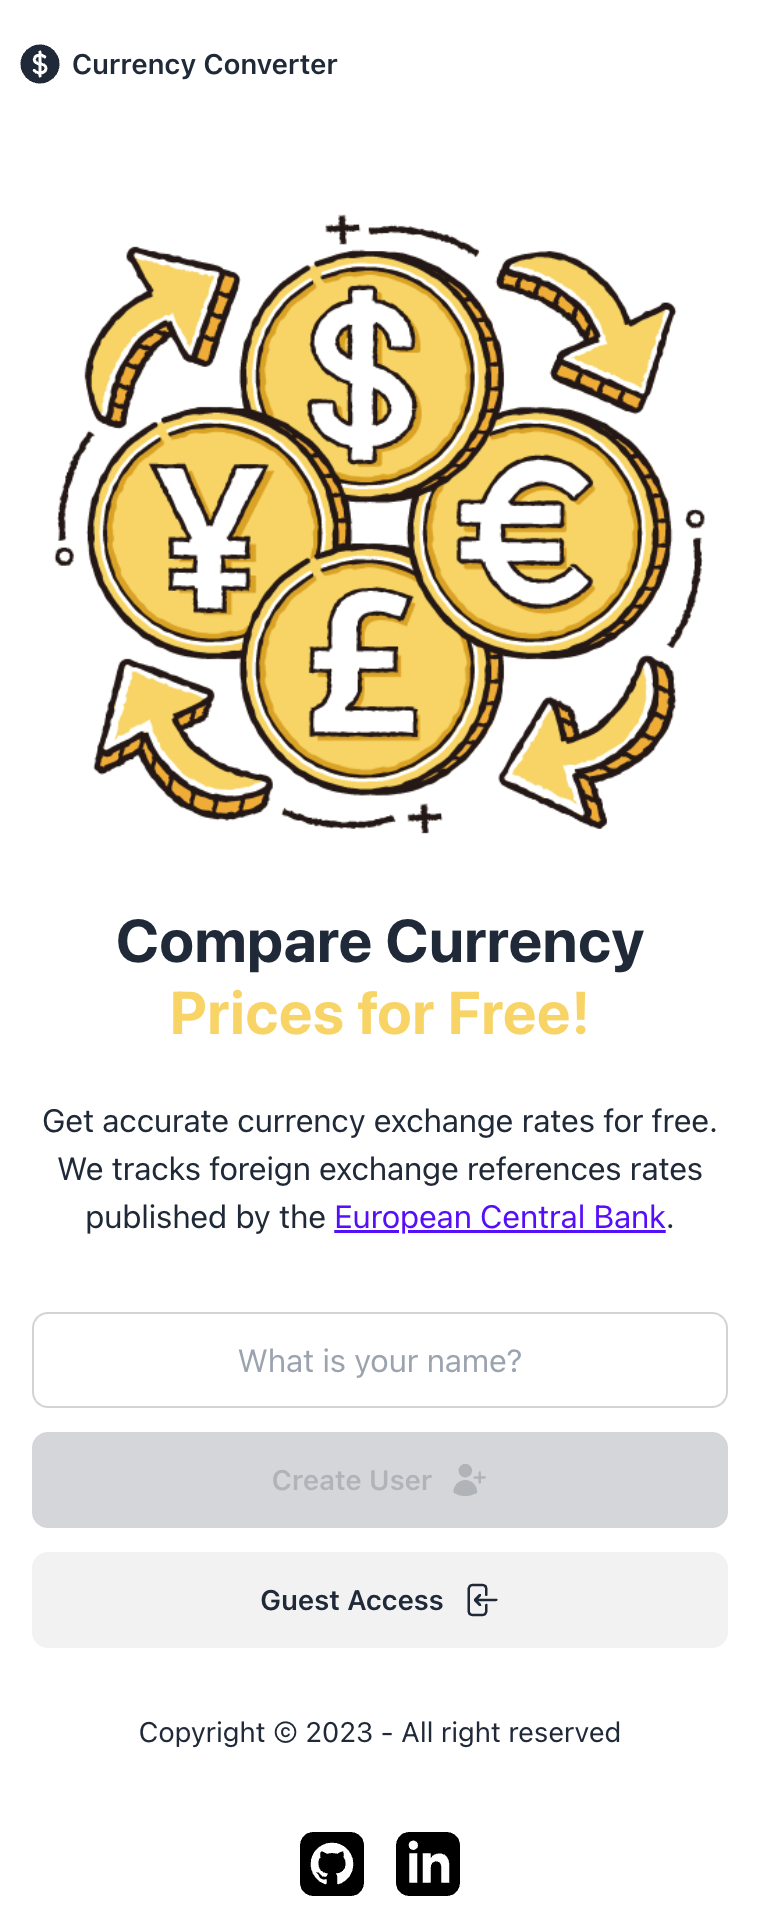 $ Currency Converter
$
¥
€
£
Compare Currency
Prices for Free!
Get accurate currency exchange rates for free.
We tracks foreign exchange references rates
published by the European Central Bank.
What is your name?
Create User
Guest Access
Copyright © 2023 - All right reserved
in